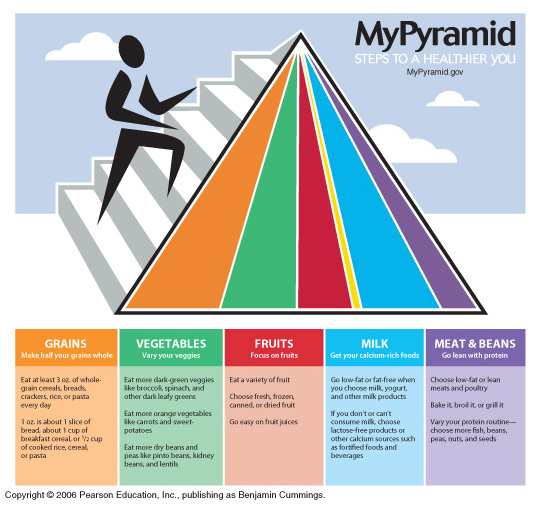 MyPyramid
STEPS TO A HEALTHIER YOU
MyPyramid.gov
GRAINS
Make half your grains whole
Eat at least 3 oz. of whole-
grain cereals, breads,
crackers, rice, or pasta
every day
1 oz. is about 1 slice of
bread, about 1 cup of
breakfast cereal, or 1/2 cup
of cooked rice, cereal,
or pasta
VEGETABLES
Vary your veggies
Eat more dark-green veggies
like broccoli, spinach, and
other dark leafy greens
Eat more orange vegetables
like carrots and sweet-
potatoes
Eat more dry beans and
peas like pinto beans, kidney
beans, and lentils
FRUITS
Focus on fruits
Eat a variety of fruit
Choose fresh, frozen,
canned, or dried fruit
Go easy on fruit juices
MILK
Get your calcium-rich foods
Go low-fat or fat-free when
you choose milk, yogurt,
and other milk products
If you don't or can't
consume milk, choose
lactose-free products or
other calcium sources such
as fortified foods and
beverages
MEAT & BEANS
Go lean with protein
Choose low-fat or lean
meats and poultry
Bake it, broil it, or grill it
Vary your protein routine—
choose more fish, beans,
peas, nuts, and seeds
Copyright © 2006 Pearson Education, Inc., publishing as Benjamin Cummings.